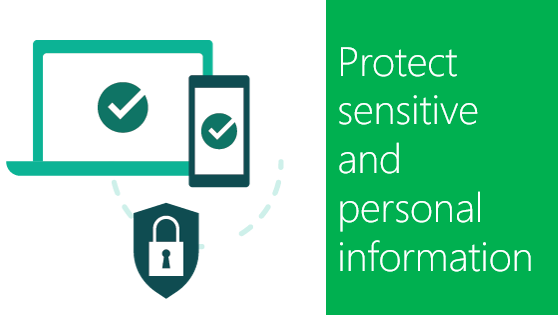 Protect
sensitive
and
personal
information